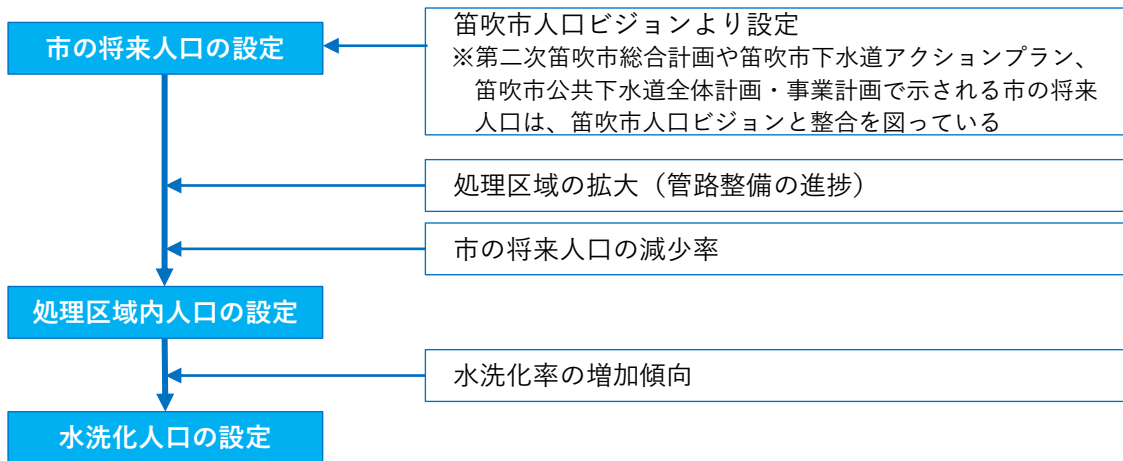 市の将来人口の設定
笛吹市人口ビジョンより設定
※第二次笛吹市総合計画や笛吹市下水道アクションプラン、
笛吹市公共下水道全体計画・事業計画で示される市の将来
人口は、笛吹市人口ビジョンと整合を図っている
処理区域の拡大（管路整備の進捗）
市の将来人口の減少率
処理区域内人口の設定
水洗化率の増加傾向
水洗化人口の設定